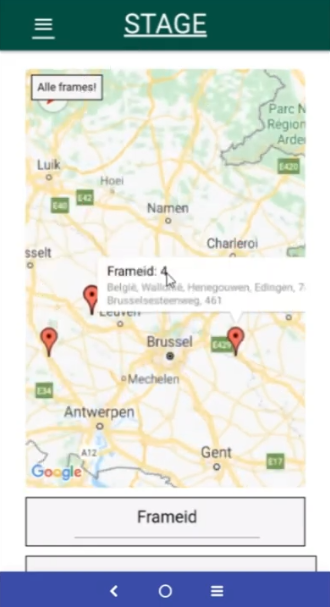 STAGE
Alle frames!
Parc N
Region
Arde
E420
Luik
Hoei
E42
E40
Namen
Charleroi
sselt
Frameid: 4
België, Wallonië, Henegouwen, Edingen, 7
Brusselsesteenweg, 461
Leuven
Brussel
E429
Mechelen
E34
Antwerpen
A12
Gent
E17
Google
Frameid